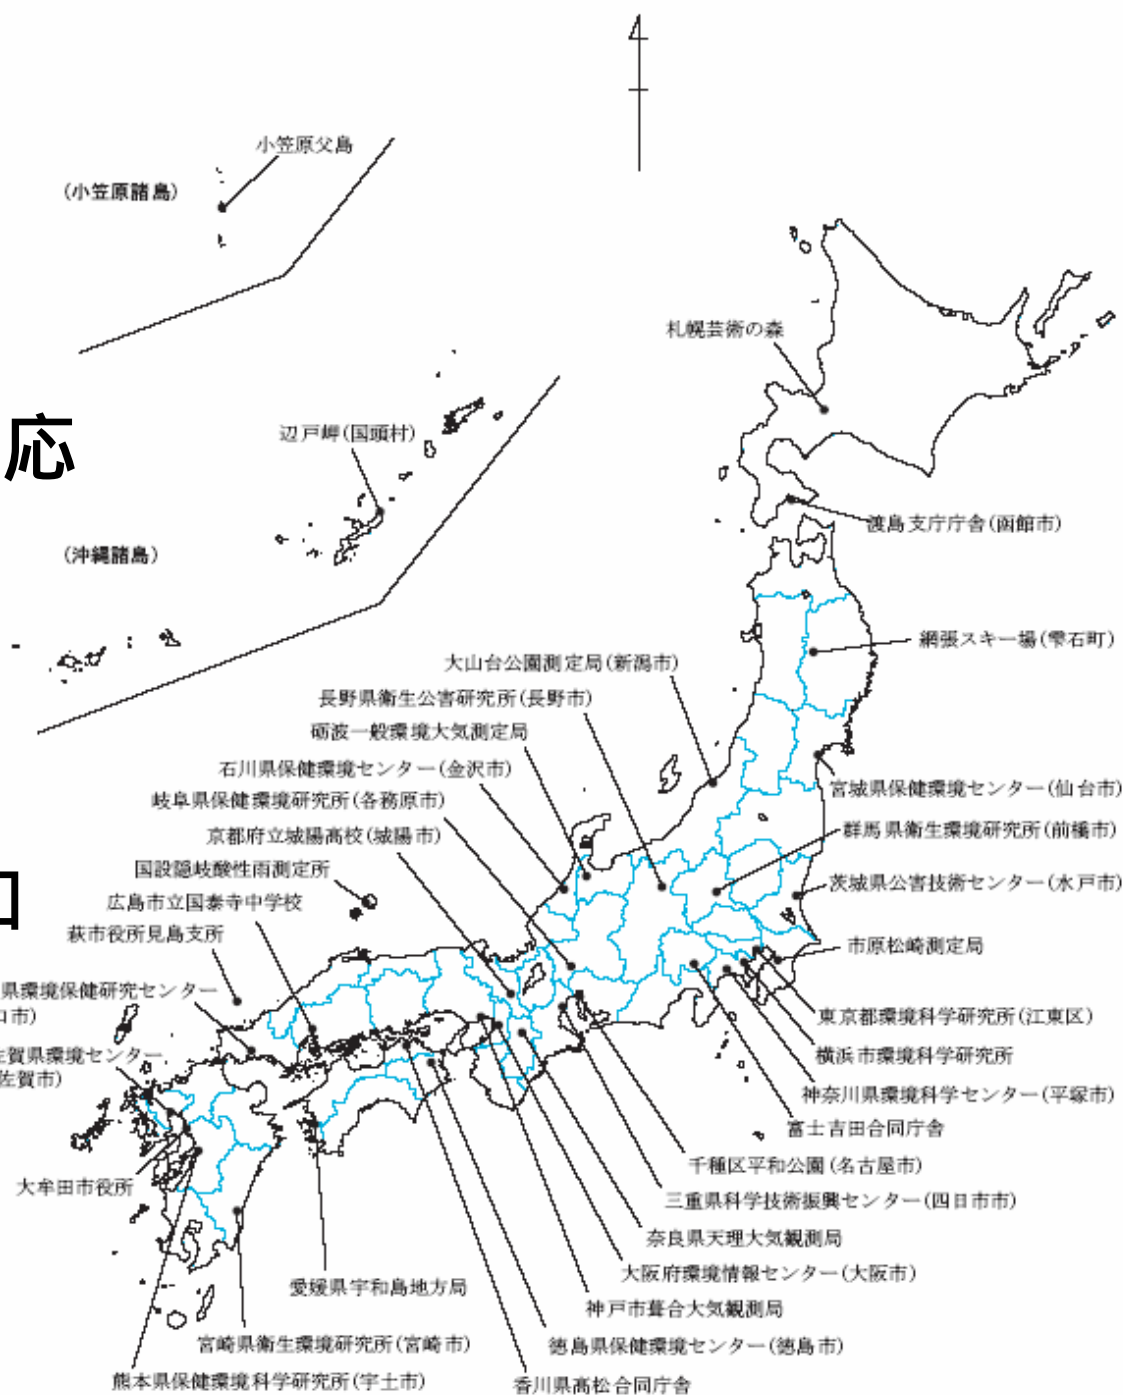 小笠原父島
(小笠原諸島)
札幌芸術の森
応
辺戸岬(国頭村)
渡島支庁庁舎(函館市)
(沖縄諸島)
網張スキー場(雫石町)
大山台公園測定局(新潟市)
長野県衛生公害研究所(長野市)
砺波一般環境大気測定局
石川県保健環境センター(金沢市)
宮城県保健環境センター(仙台市)
岐阜県保健環境研究所(各務原市)
群馬県衛生環境研究所(前橋市)
京都府立城陽高校(城陽市)
国設隠岐酸性雨測定所
茨城県公害技術センター(水戸市)
広島市立国泰寺中学校
萩市役所見島支所
市原松崎測定局
県環境保健研究センター
口市)
東京都環境科学研究所(江東区)
佐賀県環境センター
佐賀市)
横浜市環境科学研究所
神奈川県環境科学センター(平塚市)
富士吉田合同庁舎
千種区平和公園(名古屋市)
大牟田市役所
三重県科学技術振興センター(四日市市)
奈良県天理大気観測局
大阪府環境情報センター(大阪市)
愛媛県宇和島地方局
神戸市葺合大気観測局
宮崎県衛生環境研究所(宮崎市)
徳島県保健環境センター(徳島市)
熊本県保健環境科学研究所(宇土市)
香川県高松合同庁舎